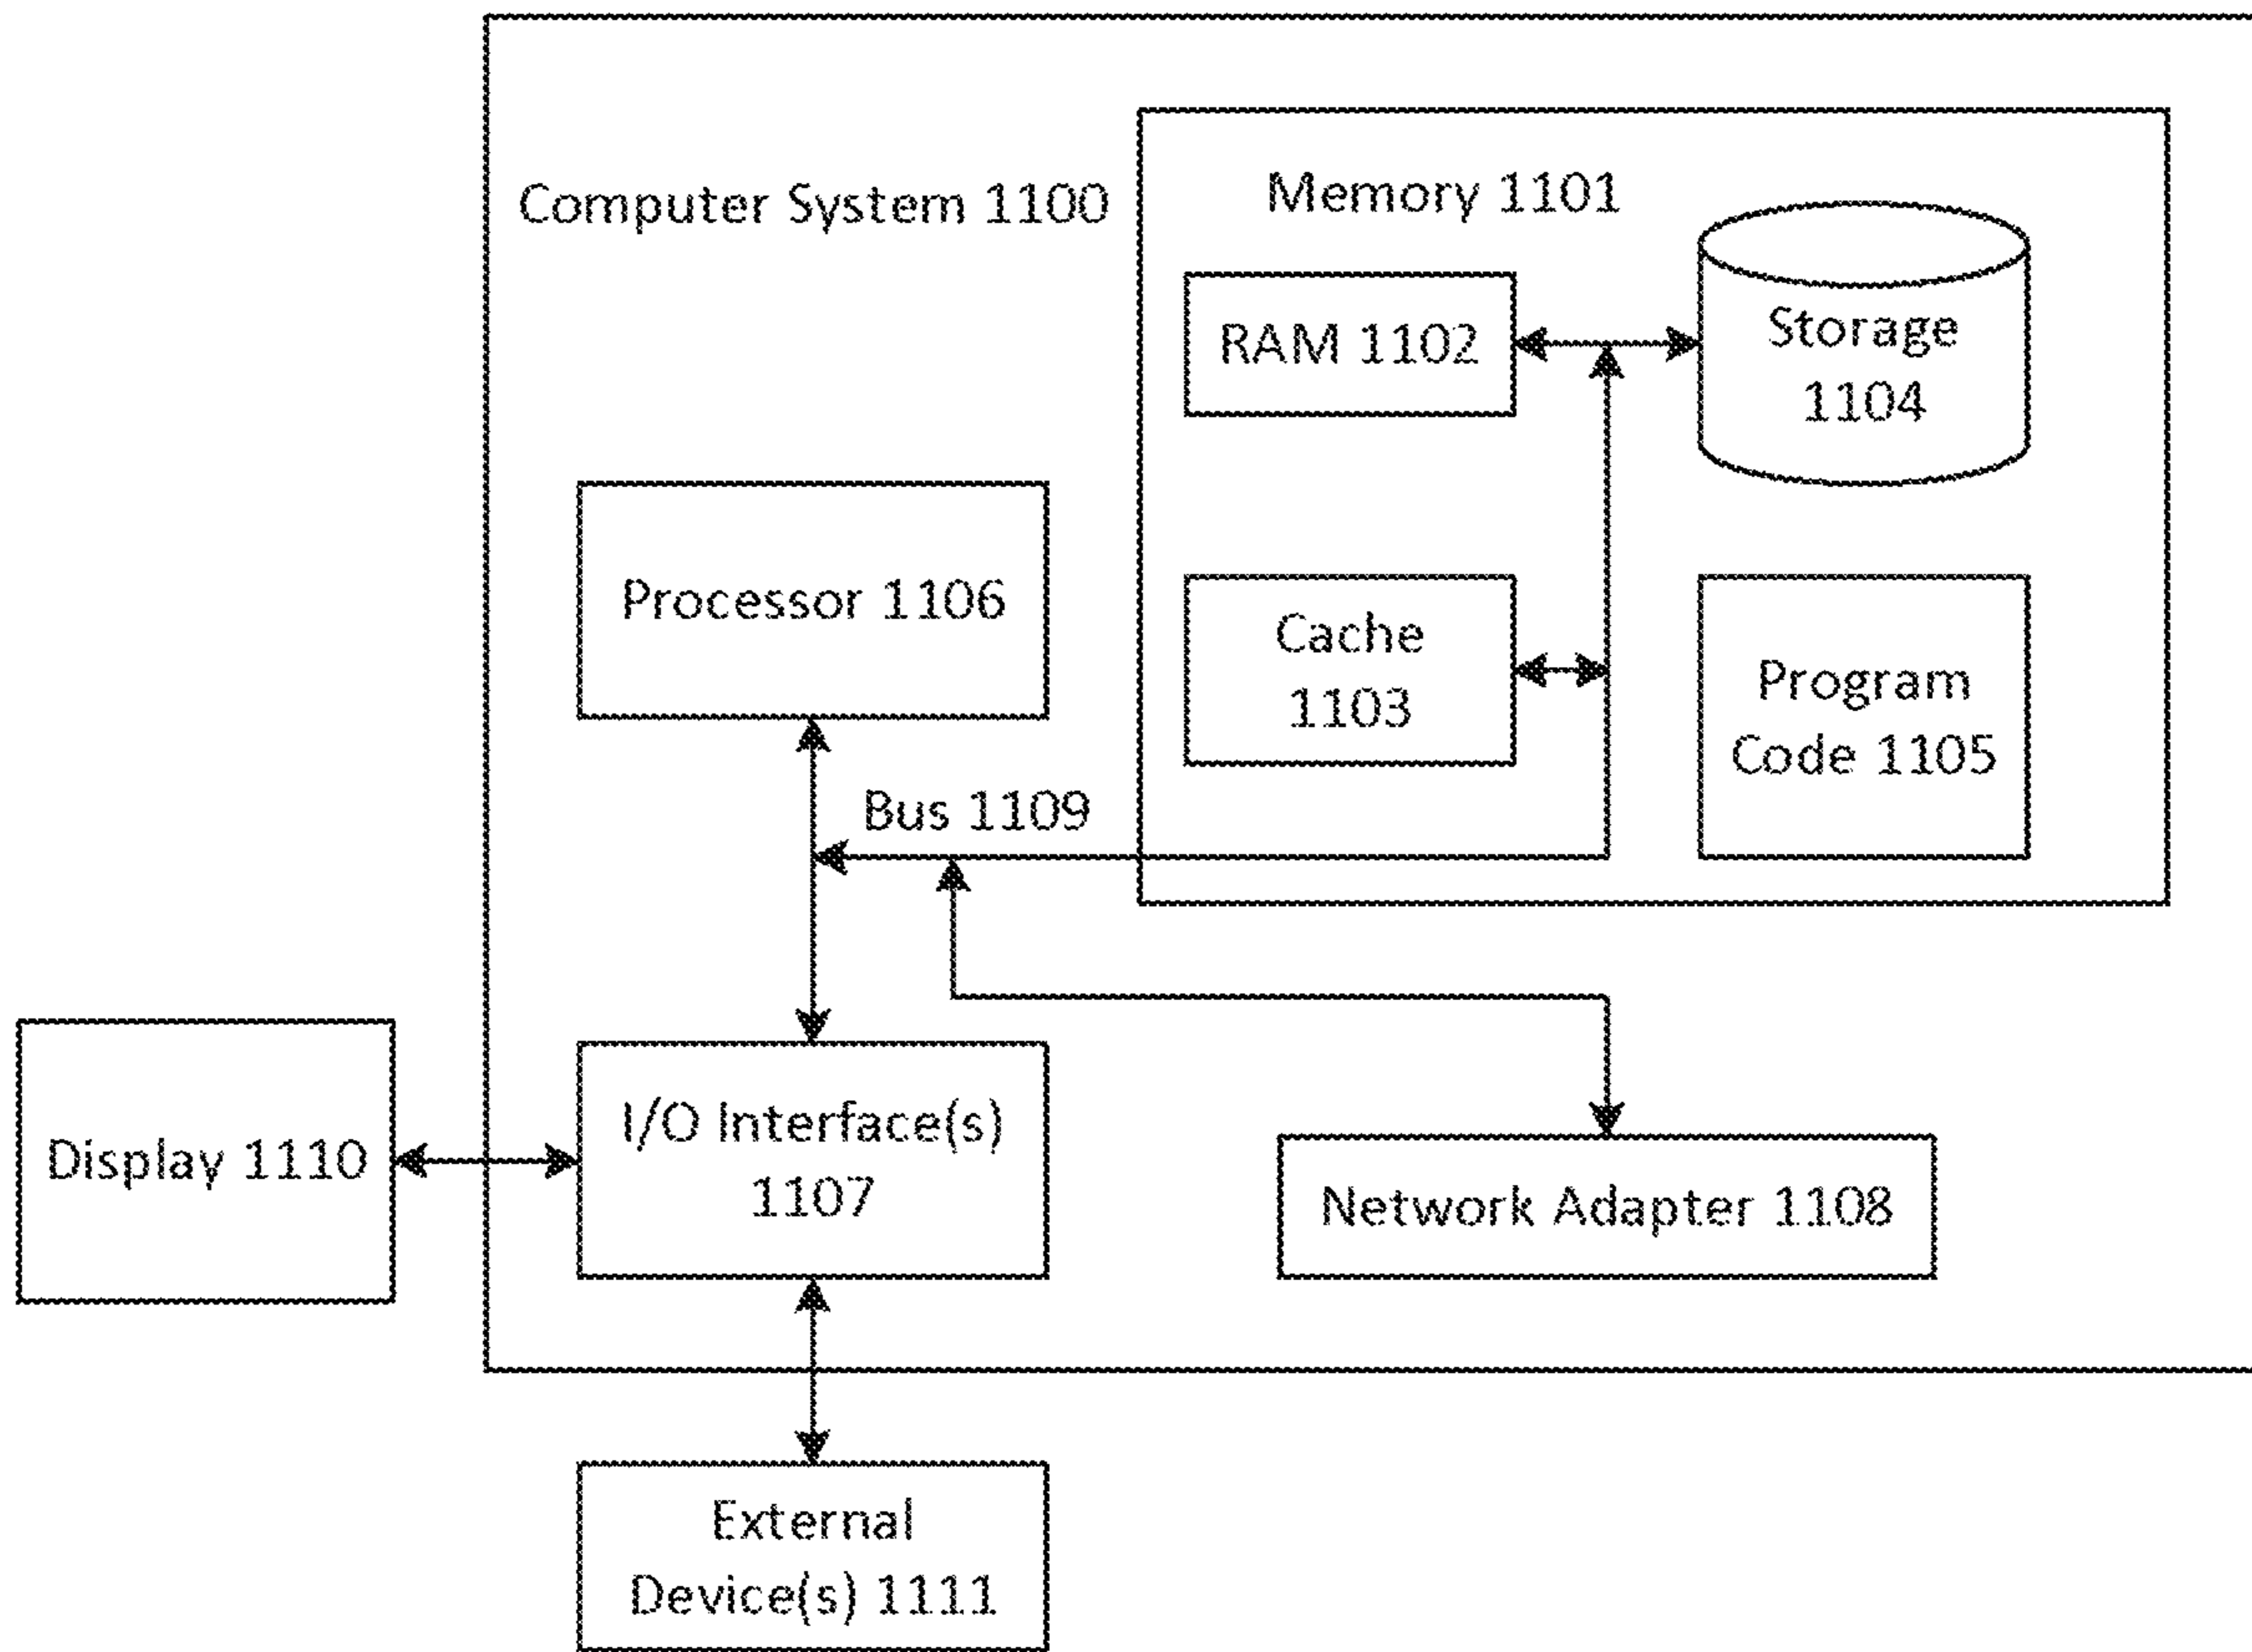 Computer System 1100
Memory 1101
RAM 1102
Storage
1104
Processor 1106
Cache
1103
Program
Code 1105
Bus 1109
Display 1110
I/O Interface(s)
1107
Network Adapter 1108
External
Device(s) 1111